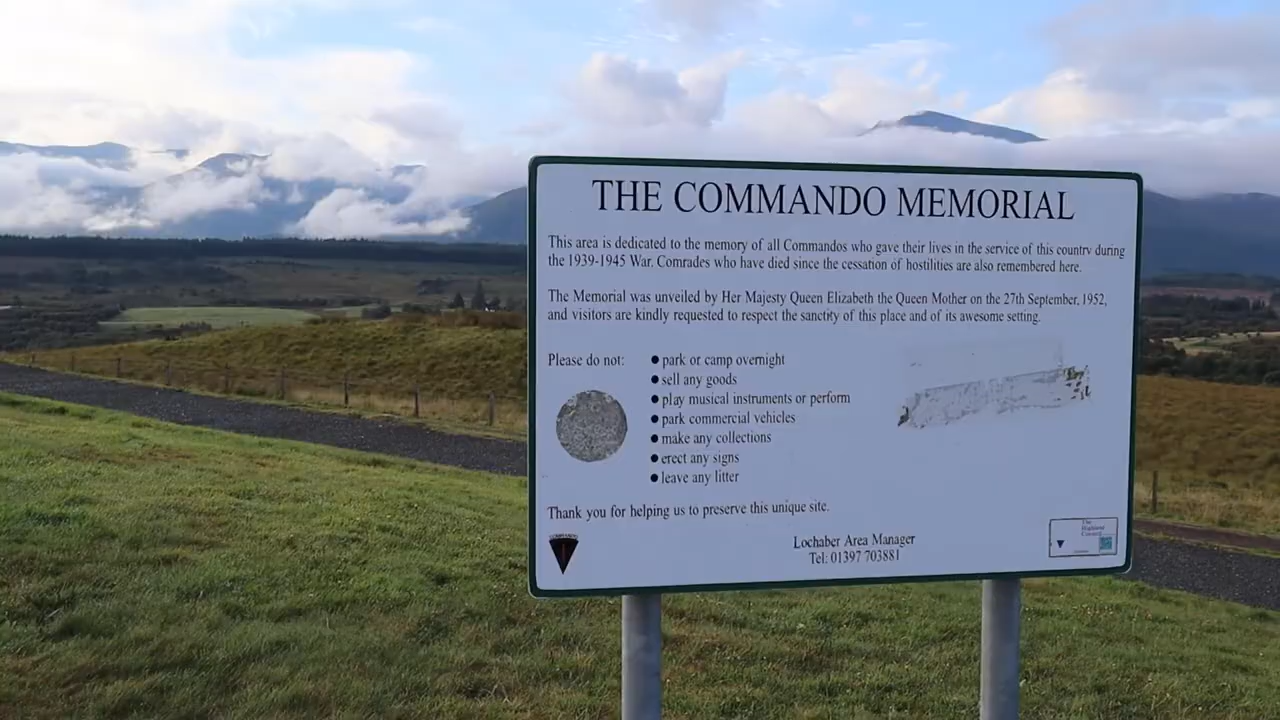 THE COMMANDO MEMORIAL
This area is dedicated to the memory of all Commandos who gave their lives in the service of this country during
the 1939-1945 War. Comrades who have died since the cessation of hostilities are also remembered here.
The Memorial was unveiled by Her Majesty Queen Elizabeth the Queen Mother on the 27th September, 1952,
and visitors are kindly requested to respect the sanctity of this place and of its awesome setting.
Please do not:
● park or camp overnight
● sell any goods
● play musical instruments or perform
● park commercial vehicles
● make any collections
● erect any signs
● leave any litter
Thank you for helping us to preserve this unique site.
COMMANDO
Lochaber Area Manager
Tel: 01397 703881
The
Highland
Council